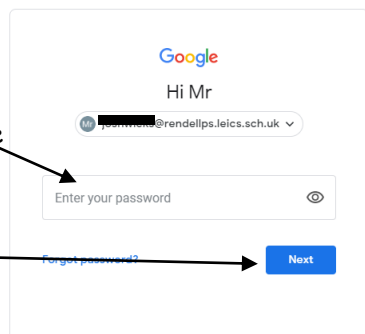 Google
Hi Mr
Mr @rendellps.leics.sch.uk
Enter your password
Forgot password?
Next